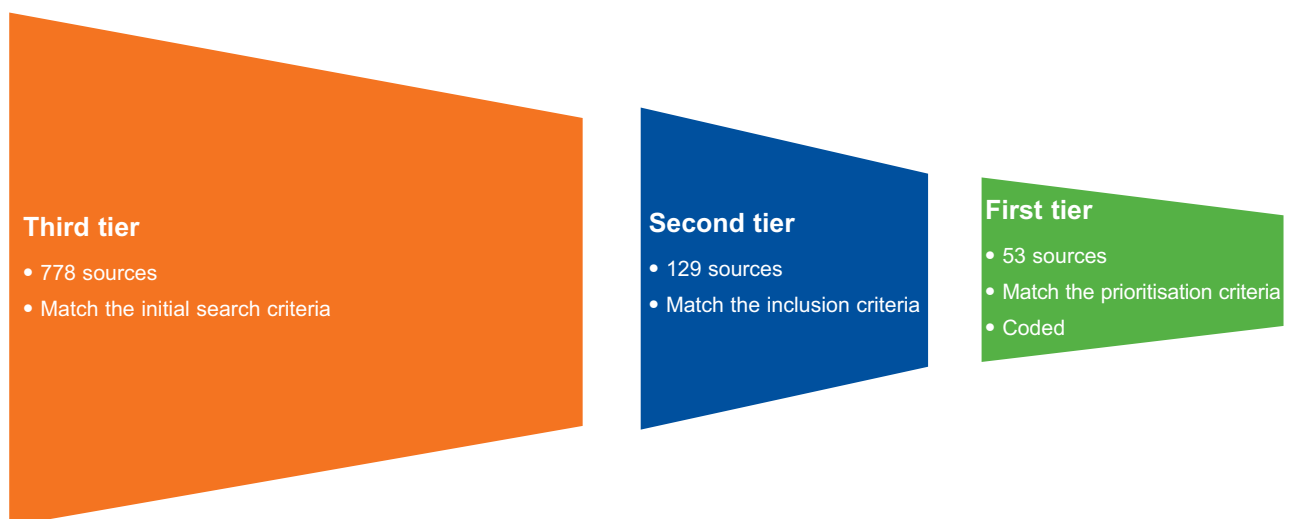 Third tier
• 778 sources
• Match the initial search criteria
Second tier
• 129 sources
• Match the inclusion criteria
First tier
• 53 sources
• Match the prioritisation criteria
• Coded